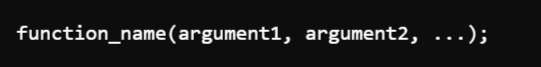 function_name(argument1, argument2, ...);